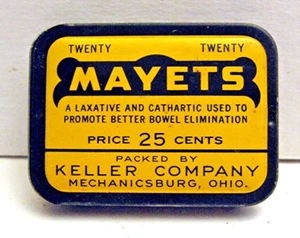 TWENTY TWENTY
MAYETS
A LAXATIVE AND CATHARTIC USED TO
PROMOTE BETTER BOWEL ELIMINATION
PRICE 25 CENTS
PACKED BY
KELLER COMPANY
MECHANICSBURG, OHIO.